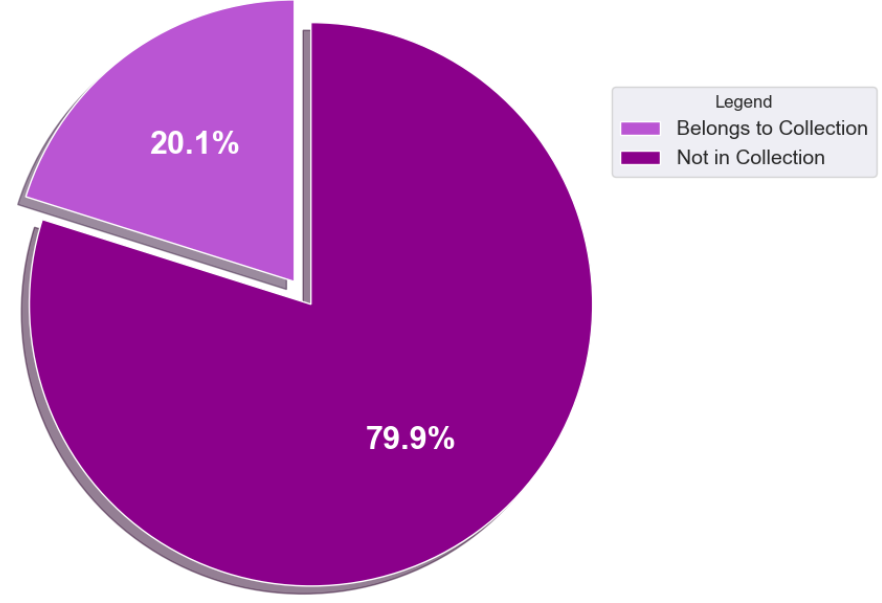 20.1%
79.9%
Legend
Belongs to Collection
Not in Collection